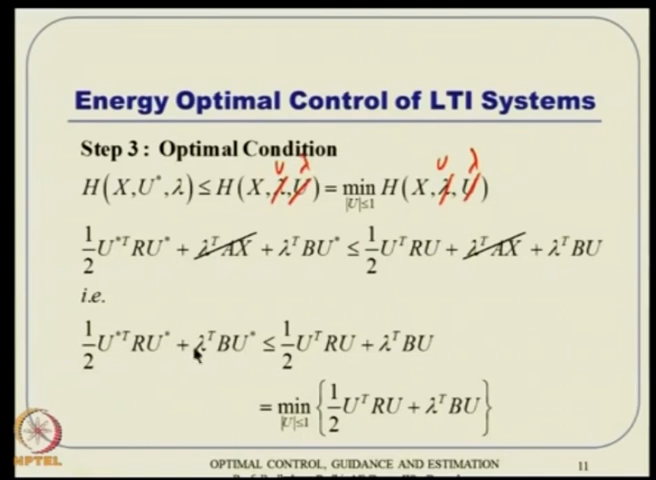 Energy Optimal Control of LTI Systems
Step 3 : Optimal Condition
U λ U λ
H(X,U*,λ) ≤ H(X,λ,U) = min H(X,λ,U)
|U|≤1
1/2 U*ᵀRU* + λᵀAX + λᵀBU* ≤ 1/2 UᵀRU + λᵀAX + λᵀBU
i.e.
1/2 U*ᵀRU* + λᵀBU* ≤ 1/2 UᵀRU + λᵀBU
= min {1/2 UᵀRU + λᵀBU}
|U|≤1
NPTEL
OPTIMAL CONTROL, GUIDANCE AND ESTIMATION
11